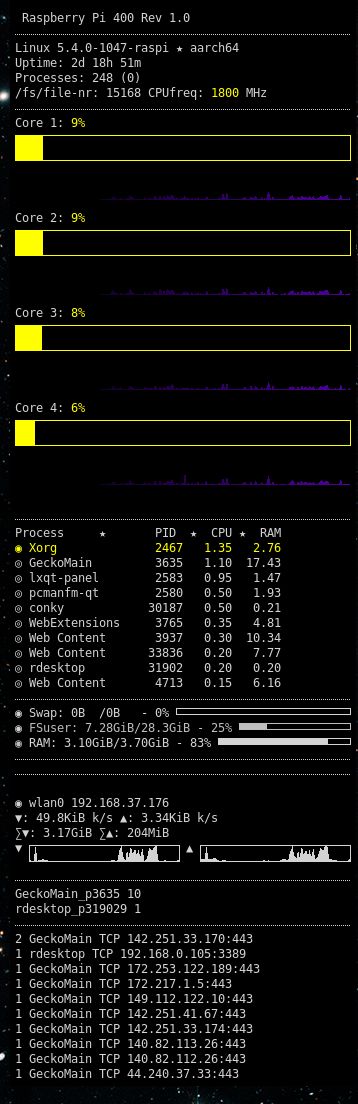 Raspberry Pi 400 Rev 1.0
Linux 5.4.0-1047-raspi ★ aarch64
Uptime: 2d 18h 51m
Processes: 248 (0)
/fs/file-nr: 15168 CPUfreq: 1800 MHz
Core 1: 9%
Core 2: 9%
Core 3: 8%
Core 4: 6%
Process ★ PID ★ CPU ★ RAM
◉ Xorg 2467 1.35 2.76
◎ GeckoMain 3635 1.10 17.43
◎ lxqt-panel 2583 0.95 1.47
◎ pcmanfm-qt 2580 0.50 1.93
◎ conky 30187 0.50 0.21
◎ WebExtensions 3765 0.35 4.81
◎ Web Content 3937 0.30 10.34
◎ Web Content 33836 0.20 7.77
◎ rdesktop 31902 0.20 0.20
◎ Web Content 4713 0.15 6.16
◉ Swap: 0B /0B - 0%
◉ FSuser: 7.28GiB/28.3GiB - 25%
◉ RAM: 3.10GiB/3.70GiB - 83%
◉ wlan0 192.168.37.176
▼: 49.8KiB k/s ▲: 3.34KiB k/s
∑▼: 3.17GiB ∑▲: 204MiB
▼ ▲
GeckoMain_p3635 10
rdesktop_p319029 1
2 GeckoMain TCP 142.251.33.170:443
1 rdesktop TCP 192.168.0.105:3389
1 GeckoMain TCP 172.253.122.189:443
1 GeckoMain TCP 172.217.1.5:443
1 GeckoMain TCP 149.112.122.10:443
1 GeckoMain TCP 142.251.41.67:443
1 GeckoMain TCP 142.251.33.174:443
1 GeckoMain TCP 140.82.113.26:443
1 GeckoMain TCP 140.82.112.26:443
1 GeckoMain TCP 44.240.37.33:443